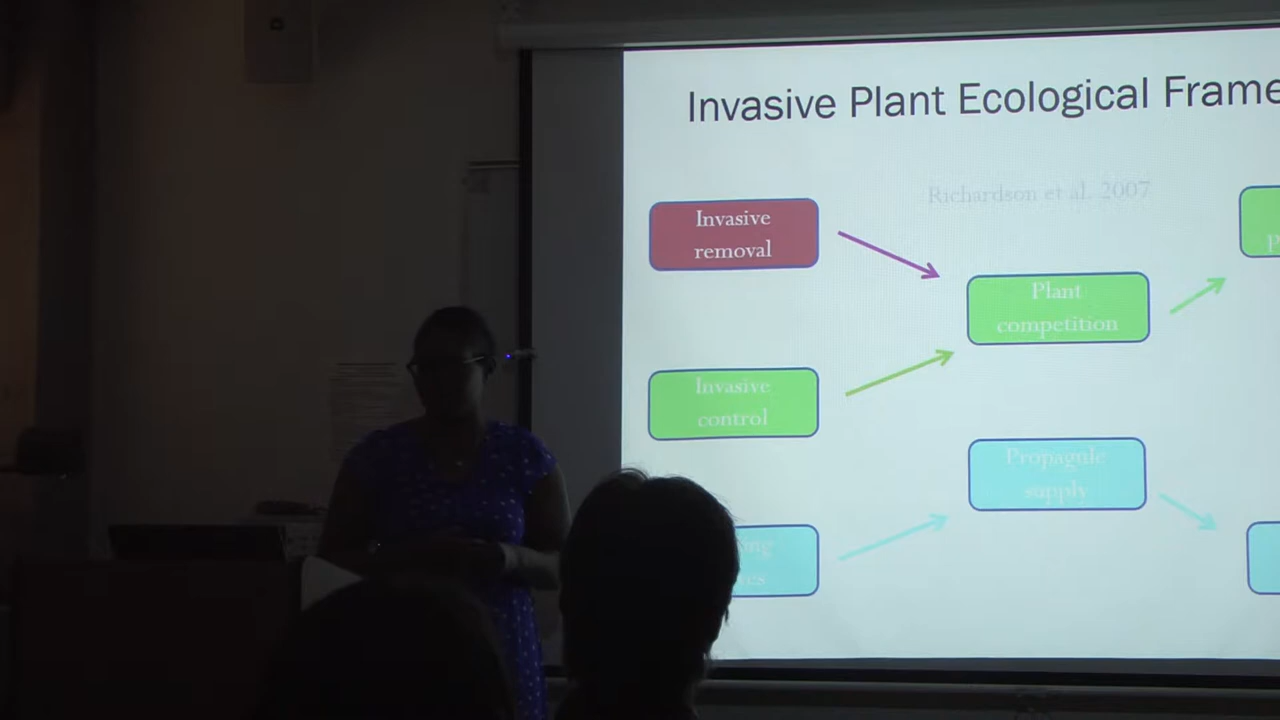 Invasive Plant Ecological Frame
Richardson et al. 2007
Invasive
removal
Plant
competition
Invasive
control
Propagule
supply